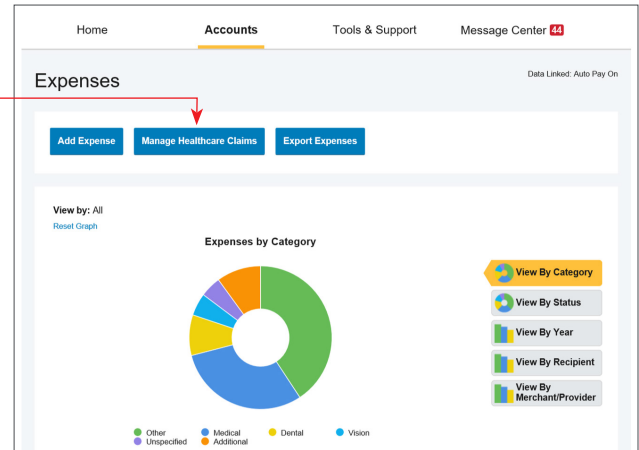 Home Accounts Tools & Support Message Center 44
Expenses
Data Linked: Auto Pay On
Add Expense Manage Healthcare Claims Export Expenses
View by: All
Reset Graph
Expenses by Category
View By Category
View By Status
View By Year
View By Recipient
View By
Merchant/Provider
Other Medical Dental Vision
Unspecified Additional